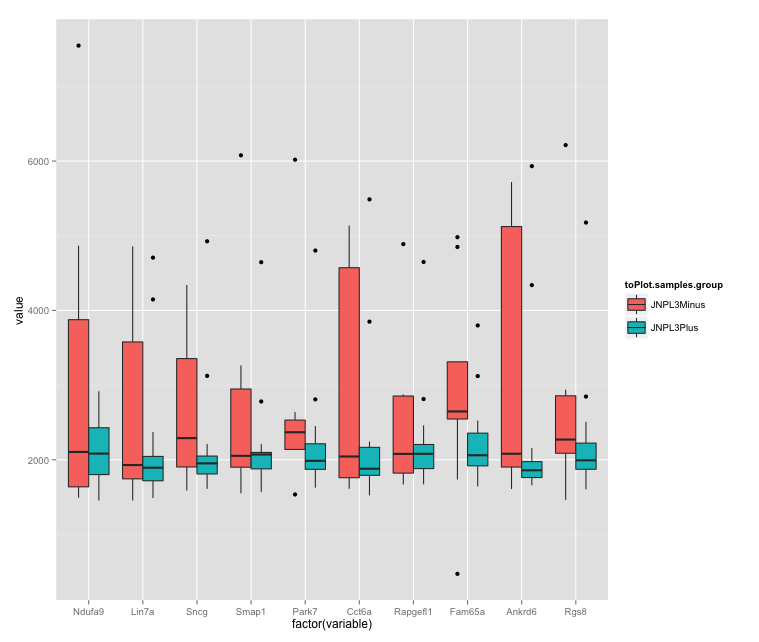 value
6000
4000
2000
Ndufa9 Lin7a Sncg Smap1 Park7 Cct6a Rapgefl1 Fam65a Ankrd6 Rgs8
factor(variable)
toPlot.samples.group
JNPL3Minus
JNPL3Plus